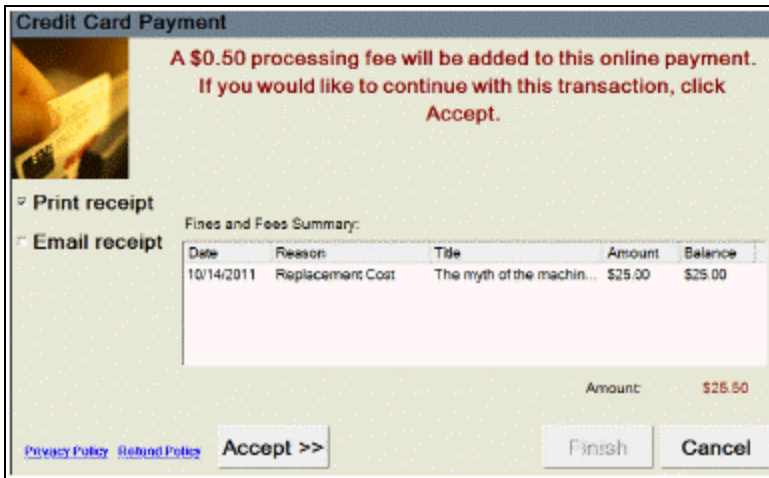 Credit Card Payment
A $0.50 processing fee will be added to this online payment.
If you would like to continue with this transaction, click
Accept.
Print receipt
Email receipt
Fines and Fees Summary:
Date Reason Title Amount Balance
10/14/2011 Replacement Cost The myth of the machin... $25.00 $25.00
Amount: $25.50
Privacy Policy Refund Policy Accept >> Finish Cancel